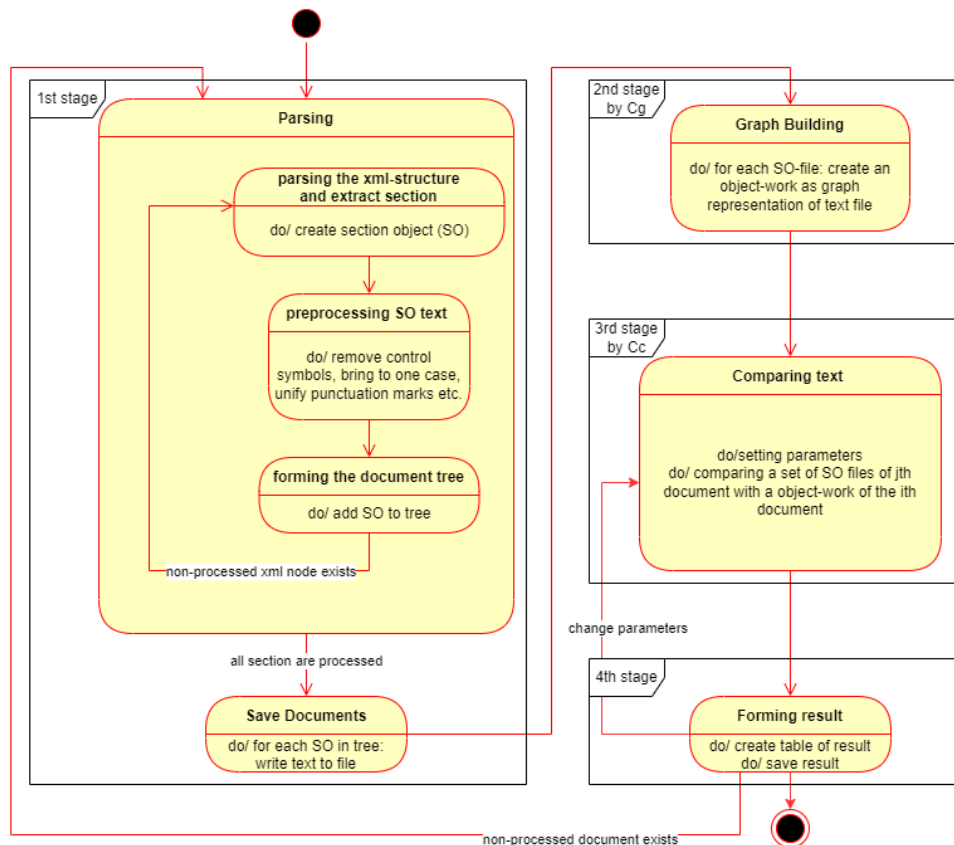 1st stage
Parsing
parsing the xml-structure
and extract section
do/ create section object (SO)
preprocessing SO text
do/ remove control
symbols, bring to one case,
unify punctuation marks etc.
forming the document tree
do/ add SO to tree
non-processed xml node exists
all section are processed
Save Documents
do/ for each SO in tree:
write text to file
2nd stage
by Cg
Graph Building
do/ for each SO-file: create an
object-work as graph
representation of text file
3rd stage
by Cc
Comparing text
do/setting parameters
do/ comparing a set of SO files of jth
document with a object-work of the ith
document
change parameters
4th stage
Forming result
do/ create table of result
do/ save result
non-processed document exists